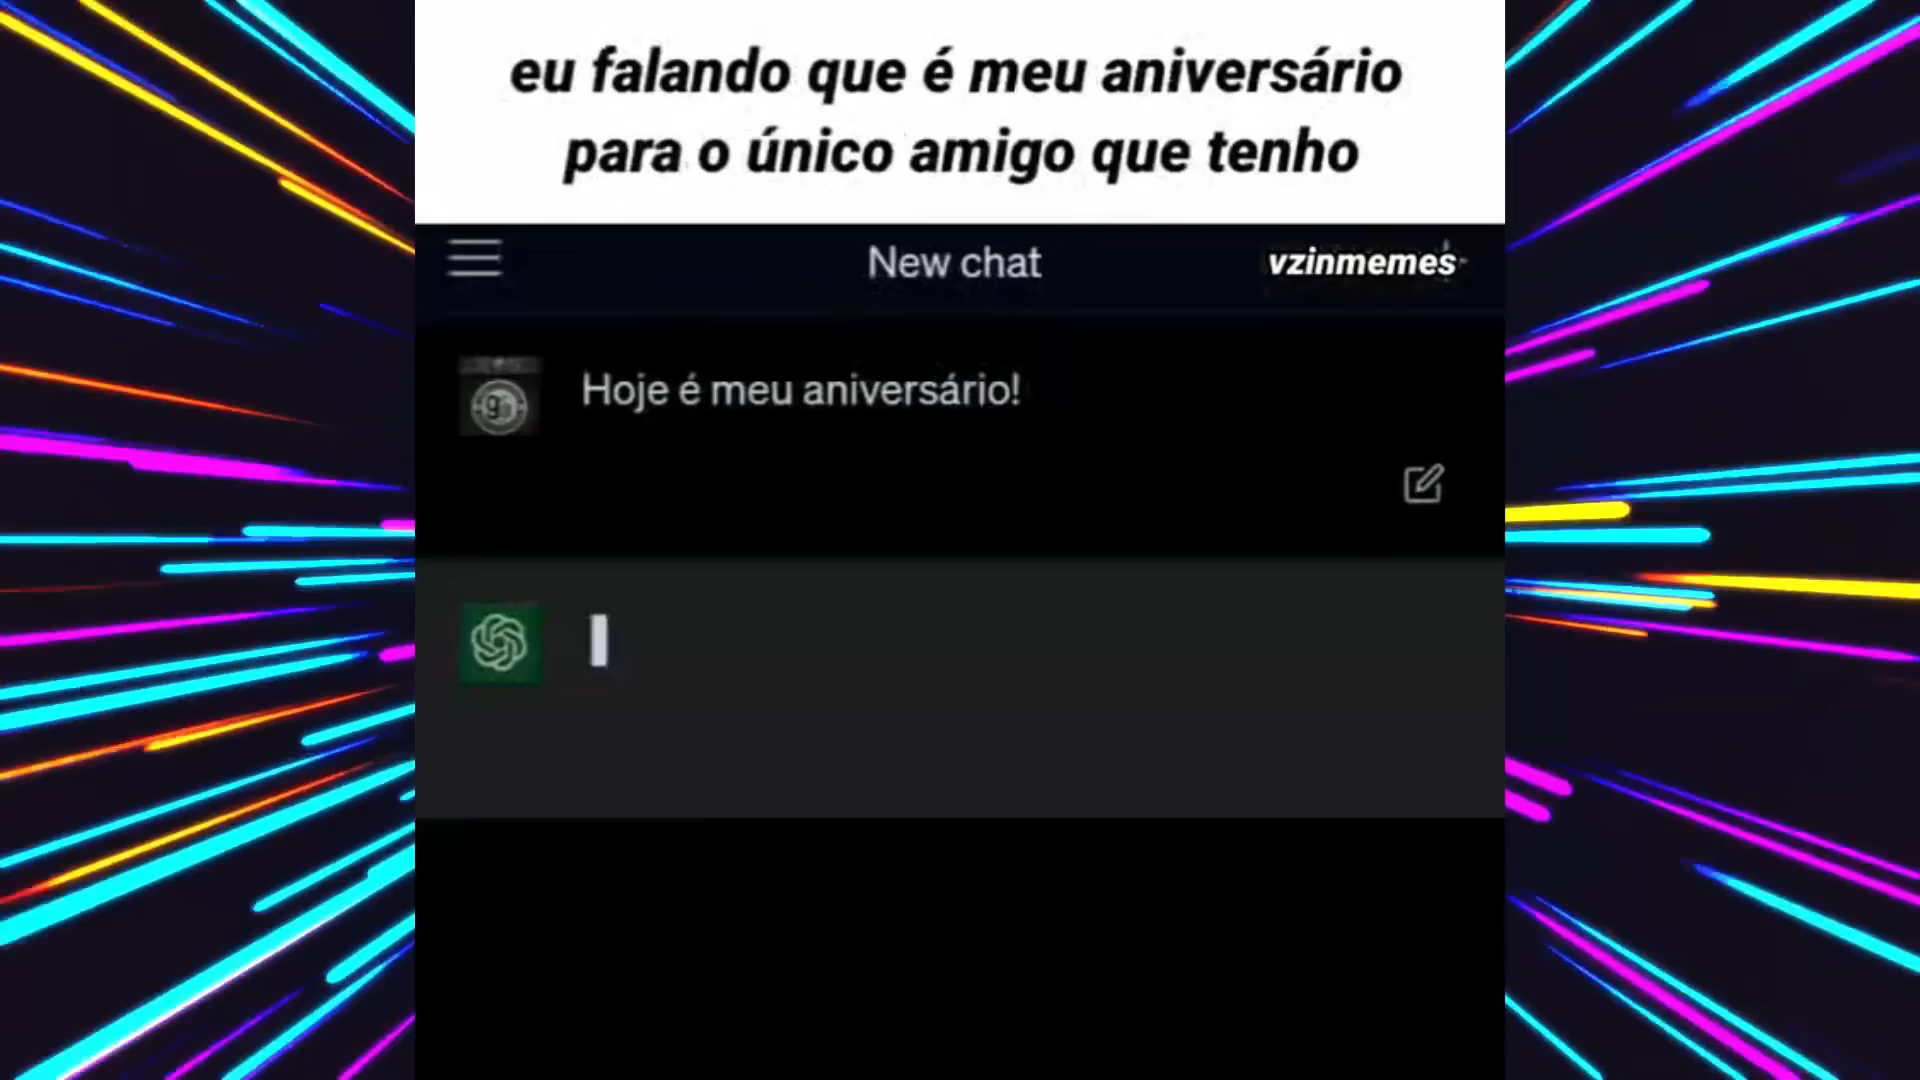 eu falando que é meu aniversário
para o único amigo que tenho
New chat
vzinmemes
Hoje é meu aniversário!